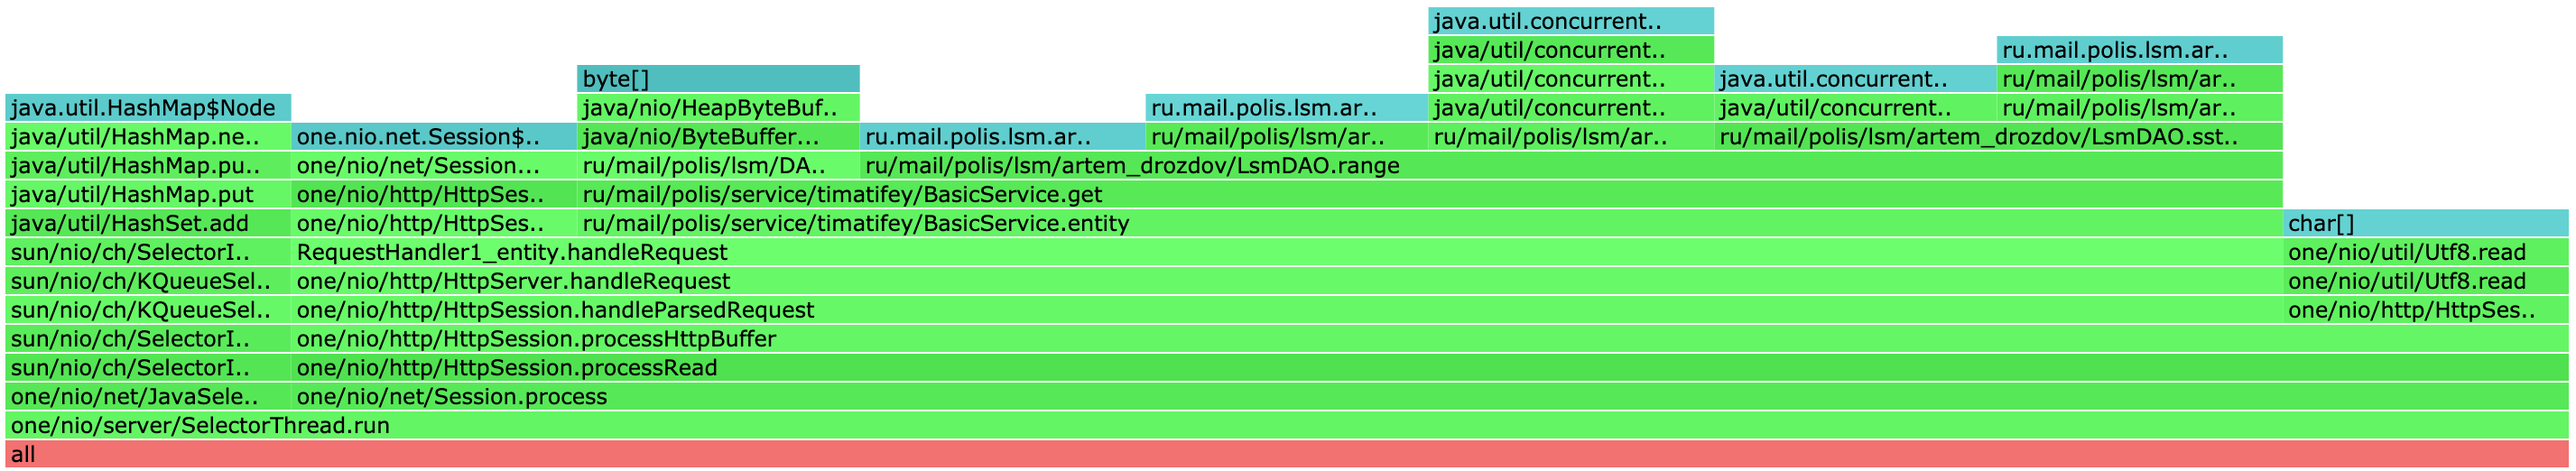 java.util.concurrent..
java/util/concurrent.. ru.mail.polis.lsm.ar..
byte[] java/util/concurrent.. java.util.concurrent.. ru/mail/polis/lsm/ar..
java.util.HashMap$Node java/nio/HeapByteBuf.. ru.mail.polis.lsm.ar.. java/util/concurrent.. java/util/concurrent.. ru/mail/polis/lsm/ar..
java/util/HashMap.ne.. one.nio.net.Session$.. java/nio/ByteBuffer... ru.mail.polis.lsm.ar.. ru/mail/polis/lsm/ar.. ru/mail/polis/lsm/ar.. ru/mail/polis/lsm/artem_drozdov/LsmDAO.sst..
java/util/HashMap.pu.. one/nio/net/Session... ru/mail/polis/lsm/DA.. ru/mail/polis/lsm/artem_drozdov/LsmDAO.range
java/util/HashMap.put one/nio/http/HttpSes.. ru/mail/polis/service/timatifey/BasicService.get
java/util/HashSet.add one/nio/http/HttpSes.. ru/mail/polis/service/timatifey/BasicService.entity char[]
sun/nio/ch/SelectorI.. RequestHandler1_entity.handleRequest one/nio/util/Utf8.read
sun/nio/ch/KQueueSel.. one/nio/http/HttpServer.handleRequest one/nio/util/Utf8.read
sun/nio/ch/KQueueSel.. one/nio/http/HttpSession.handleParsedRequest one/nio/http/HttpSes..
sun/nio/ch/SelectorI.. one/nio/http/HttpSession.processHttpBuffer
sun/nio/ch/SelectorI.. one/nio/http/HttpSession.processRead
one/nio/net/JavaSele.. one/nio/net/Session.process
one/nio/server/SelectorThread.run
all